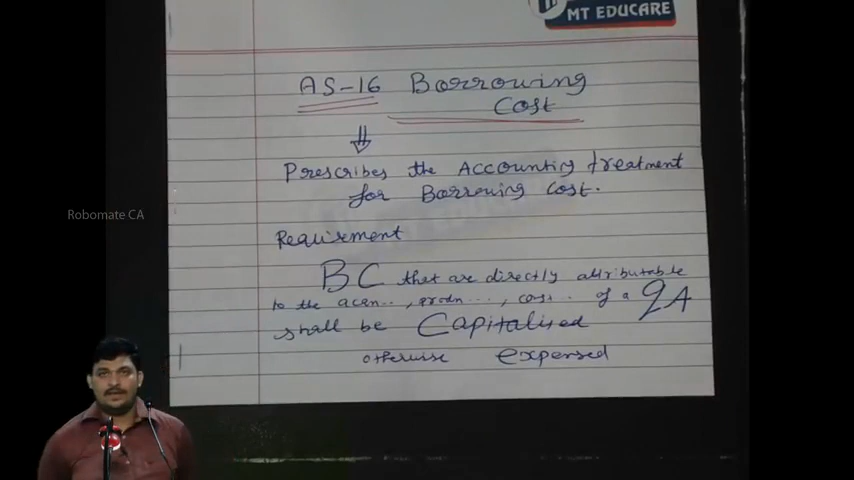 MT EDUCARE
AS-16 Borrowing
Cost
Prescribes the Accounting treatment
for Borrowing cost.
Requirement
BC that are directly attributable
to the acqn.., prodn..., cons.. of a QA
shall be Capitalised
otherwise expensed
Robomate CA